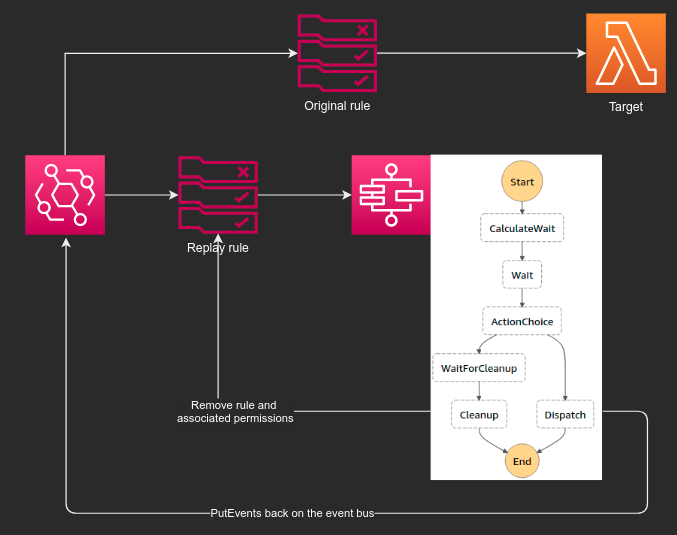 Original rule
Target
Replay rule
Start
CalculateWait
Wait
ActionChoice
WaitForCleanup
Cleanup
Dispatch
End
Remove rule and
associated permissions
PutEvents back on the event bus